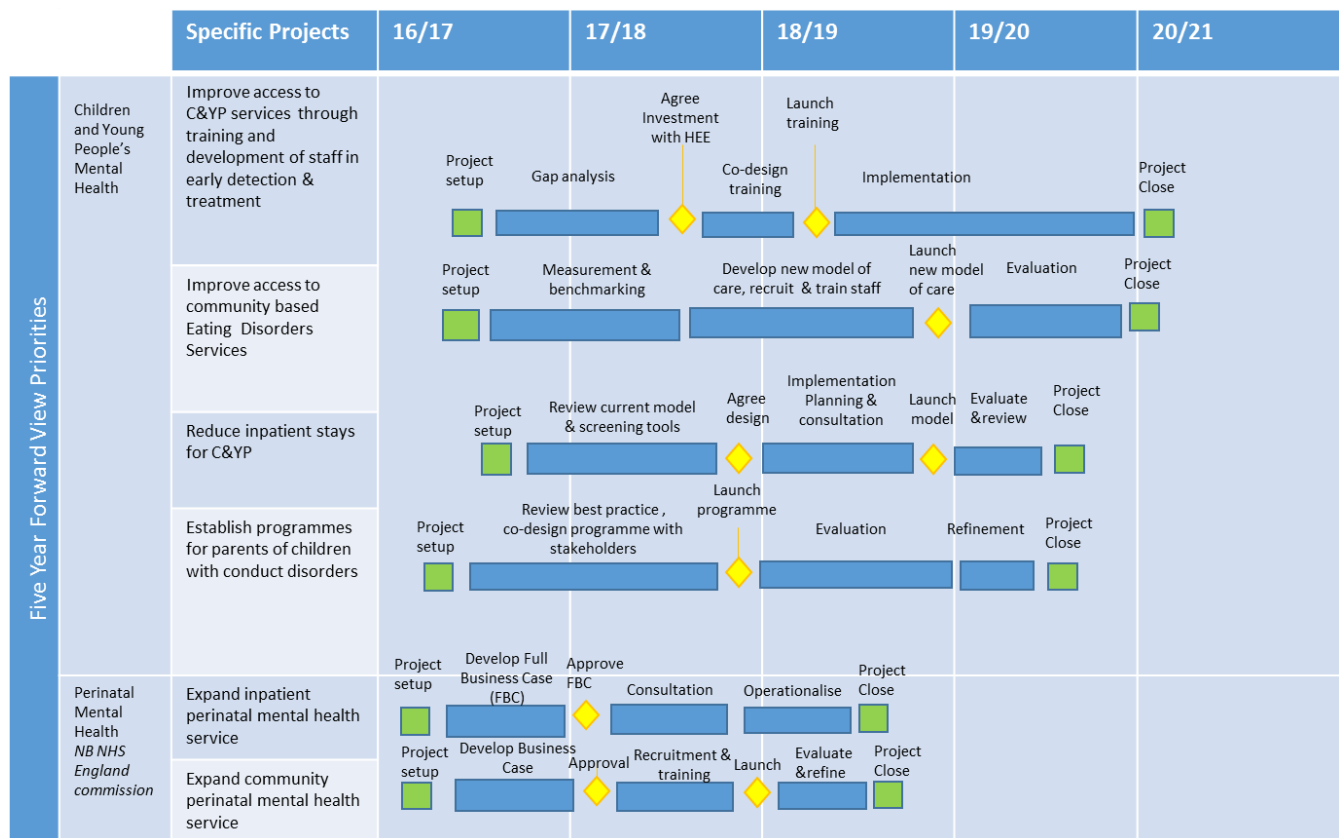 Specific Projects
16/17
17/18
18/19
19/20
20/21
Five Year Forward View Priorities
Children
and Young
People's
Mental
Health
Improve access to
C&YP services through
training and
development of staff in
early detection &
treatment
Project
setup
Gap analysis
Agree
Investment
with HEE
Co-design
training
Launch
training
Implementation
Project
Close
Improve access to
community based
Eating Disorders
Services
Project
setup
Measurement &
benchmarking
Develop new model of
care, recruit & train staff
Launch
new model
of care
Evaluation
Project
Close
Reduce inpatient stays
for C&YP
Project
setup
Review current model
& screening tools
Agree
design
Implementation
Planning &
consultation
Launch
model
Evaluate
&review
Project
Close
Establish programmes
for parents of children
with conduct disorders
Project
setup
Review best practice ,
co-design programme with
stakeholders
Launch
programme
Evaluation
Refinement
Project
Close
Perinatal
Mental
Health
NB NHS
England
commission
Expand inpatient
perinatal mental health
service
Project
setup
Develop Full
Business Case
(FBC)
Approve
FBC
Consultation
Operationalise
Project
Close
Expand community
perinatal mental health
service
Project
setup
Develop Business
Case
Approval
Recruitment &
training
Launch
Evaluate
&refine
Project
Close